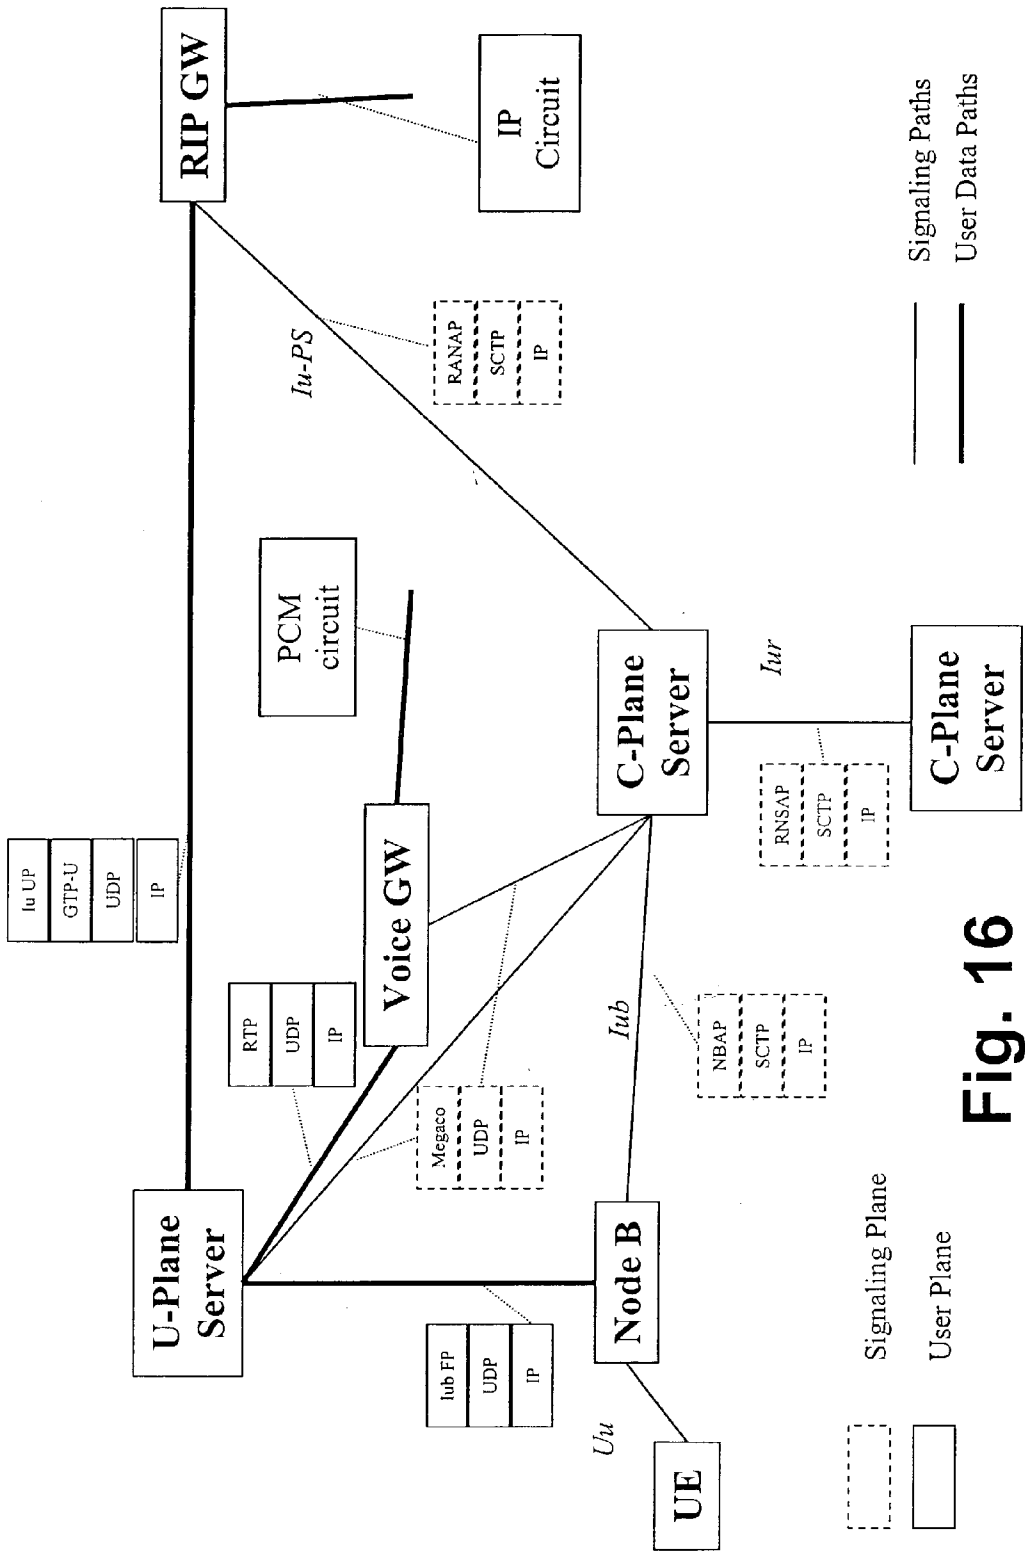 Iu UP
GTP-U
UDP
IP
U-Plane
Server
RIP GW
RTP
UDP
IP
PCM
circuit
Voice GW
Iu-PS
IP
Circuit
Iub FP
UDP
IP
Megaco
UDP
IP
RANAP
SCTP
IP
Uu
Node B
Iub
C-Plane
Server
UE
NBAP
SCTP
IP
RNSAP
SCTP
IP
Iur
C-Plane
Server
Signaling Plane
User Plane
Signaling Paths
User Data Paths
Fig. 16